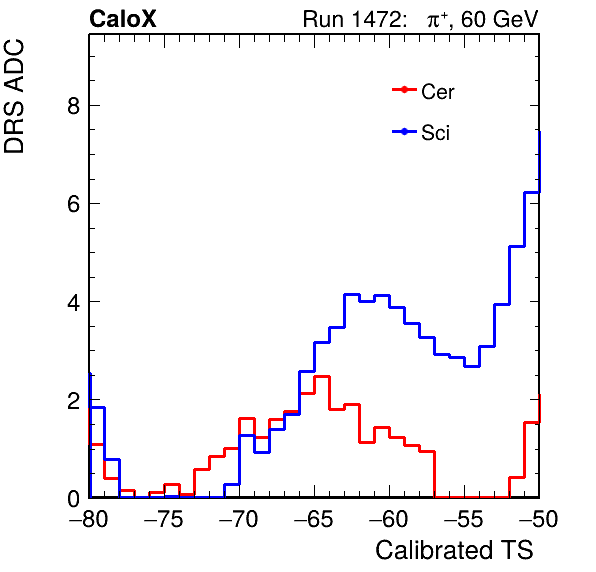 CaloX Run 1472: π⁺, 60 GeV
DRS ADC
Cer
Sci
8
6
4
2
0
−80 −75 −70 −65 −60 −55 −50
Calibrated TS